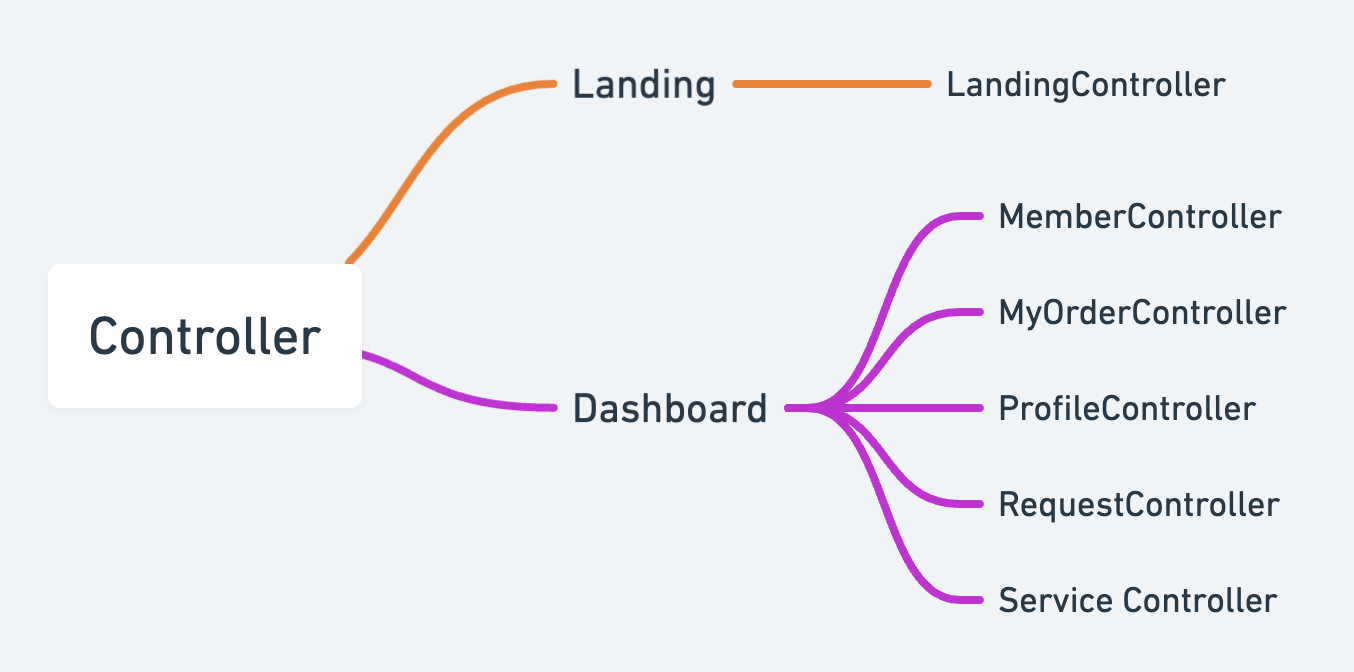 Controller
Landing
LandingController
Dashboard
MemberController
MyOrderController
ProfileController
RequestController
Service Controller